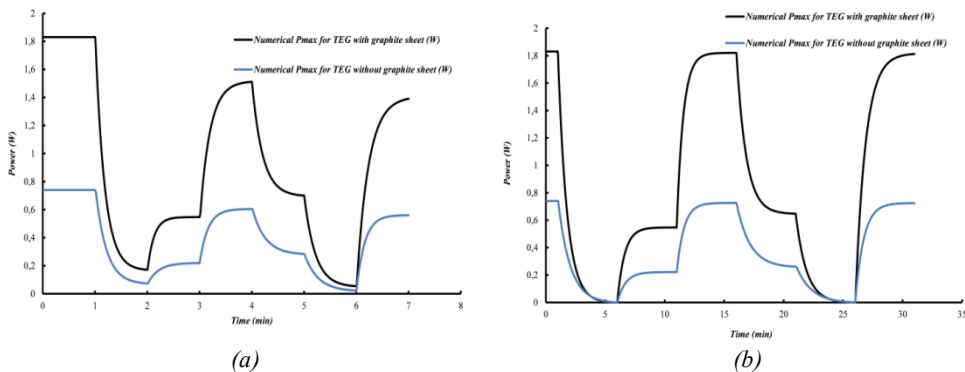 2
1,8
1,6
1,4
1,2
1
0,8
0,6
0,4
0,2
0
Power (W)
Numerical Pmax for TEG with graphite sheet (W)
Numerical Pmax for TEG without graphite sheet (W)
0 1 2 3 4 5 6 7 8
Time (min)
(a)
2
1,8
1,6
1,4
1,2
1
0,8
0,6
0,4
0,2
0
Power (W)
Numerical Pmax for TEG with graphite sheet (W)
Numerical Pmax for TEG without graphite sheet (W)
0 5 10 15 20 25 30 35
Time (min)
(b)